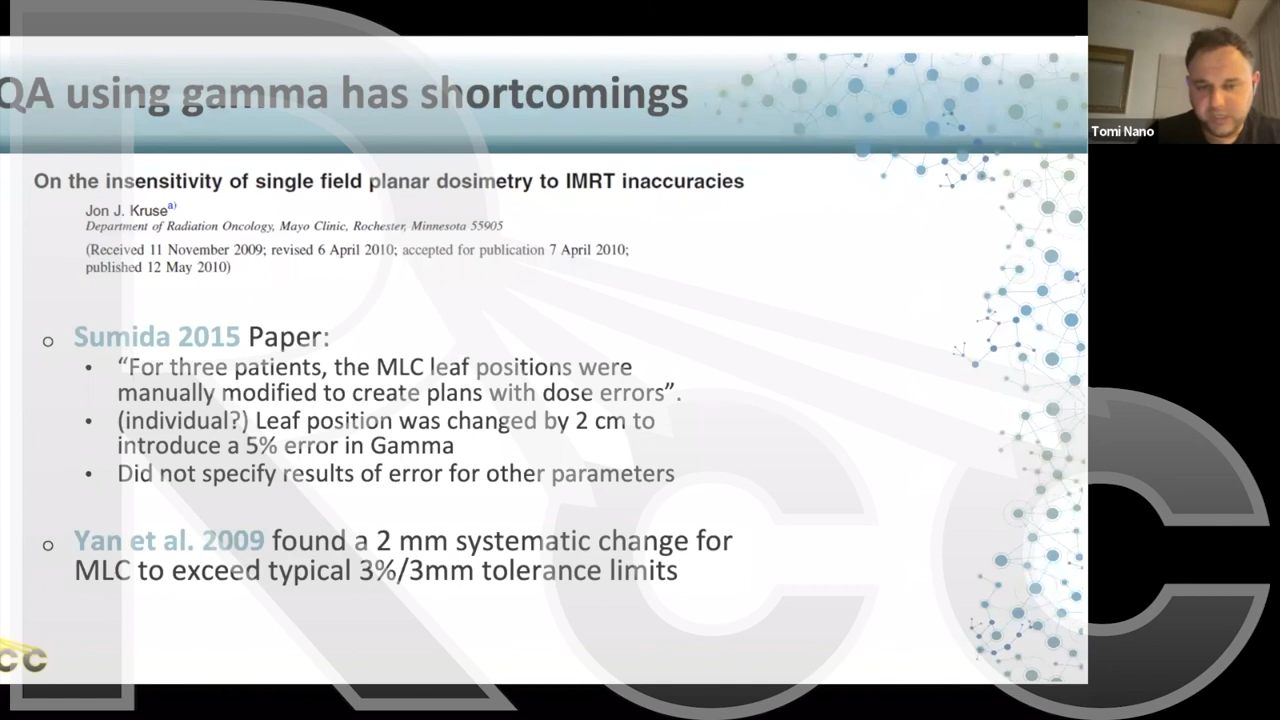 QA using gamma has shortcomings
Tomi Nano
On the insensitivity of single field planar dosimetry to IMRT inaccuracies
Jon J. Kruse a)
Department of Radiation Oncology, Mayo Clinic, Rochester, Minnesota 55905
(Received 11 November 2009; revised 6 April 2010; accepted for publication 7 April 2010;
published 12 May 2010)
o Sumida 2015 Paper:
• “For three patients, the MLC leaf positions were
manually modified to create plans with dose errors”.
• (individual?) Leaf position was changed by 2 cm to
introduce a 5% error in Gamma
• Did not specify results of error for other parameters
o Yan et al. 2009 found a 2 mm systematic change for
MLC to exceed typical 3%/3mm tolerance limits
CC
RCC